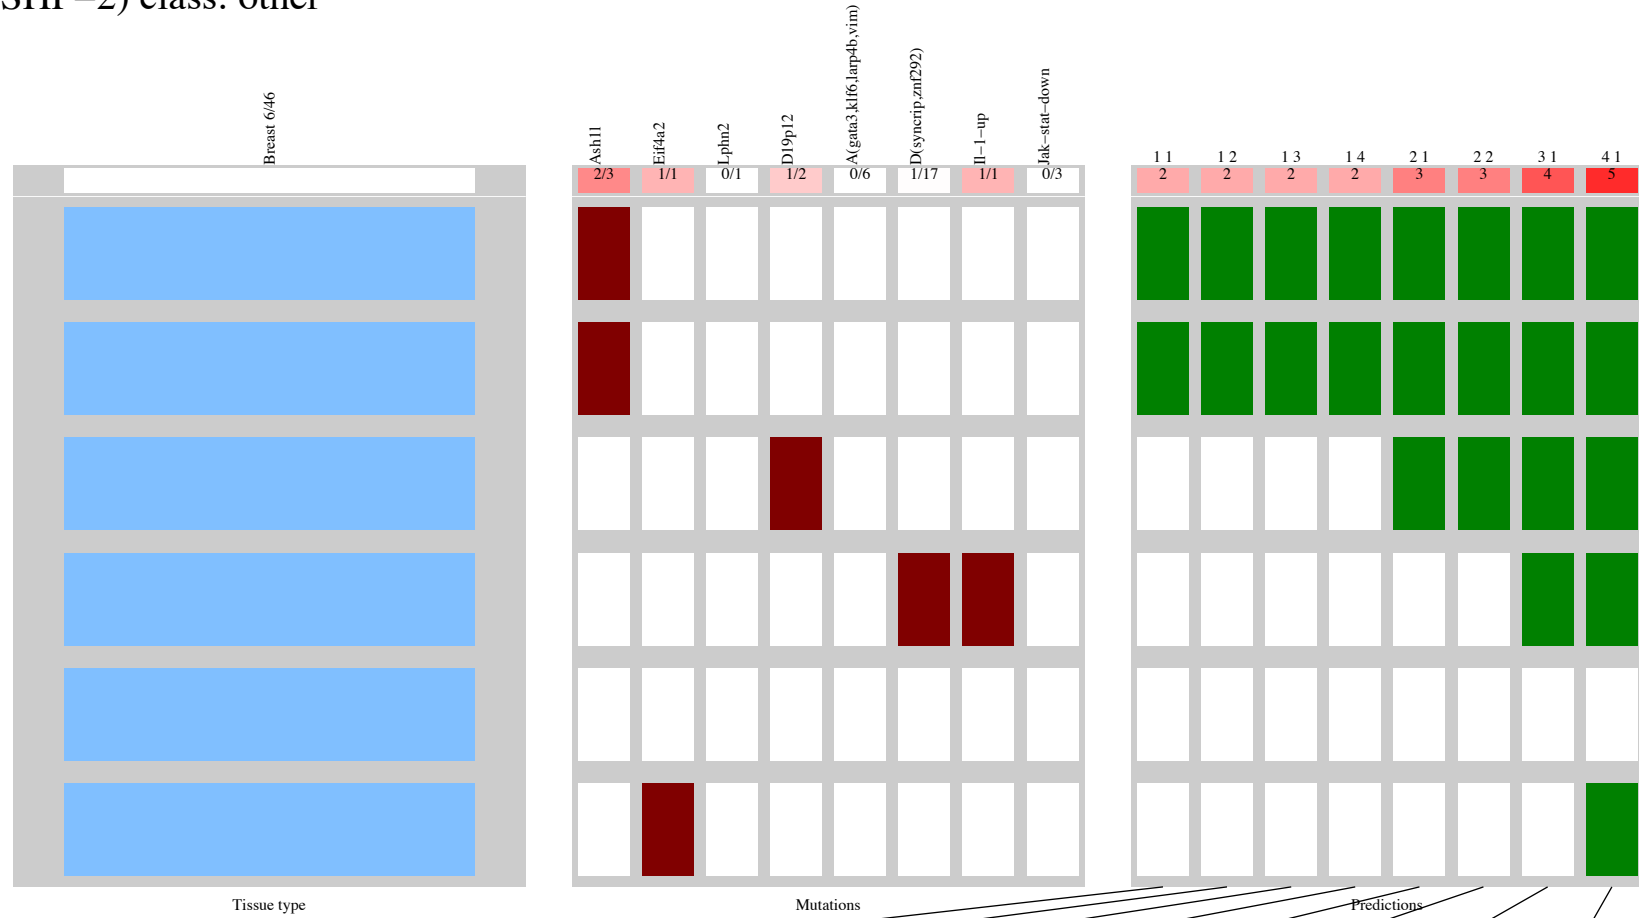 class: other
Breast 6/46
Ash1l
Eif4a2
Lphn2
D19p12
A(gata3,klf6,larp4b,vim)
D(syncrip,znf292)
Il−1−up
Jak−stat−down
1 1 1 2 1 3 1 4 2 1 2 2 3 1 4 1
2/3 1/1 0/1 1/2 0/6 1/17 1/1 0/3 2 2 2 2 3 3 4 5
Tissue type Mutations Predictions